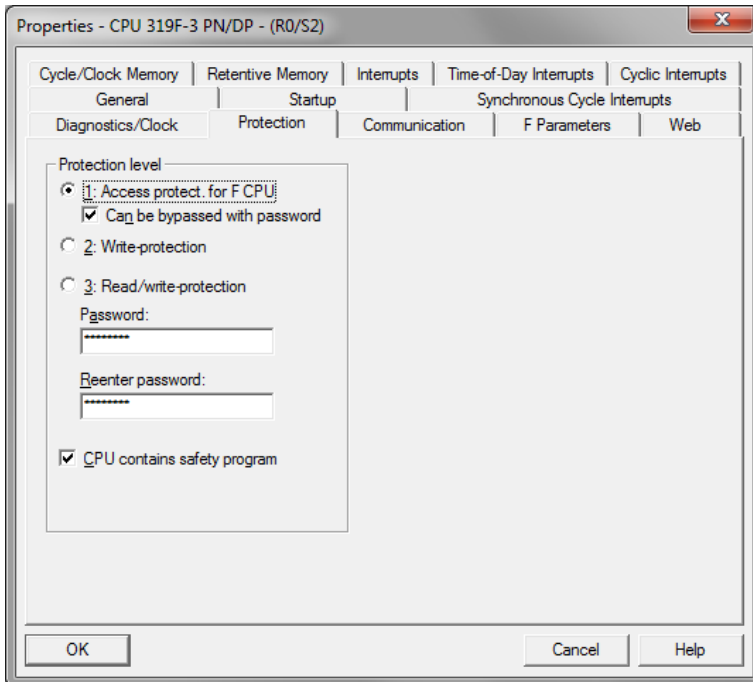 Properties - CPU 319F-3 PN/DP - (R0/S2)
x
Cycle/Clock Memory Retentive Memory Interrupts Time-of-Day Interrupts Cyclic Interrupts
General Startup Synchronous Cycle Interrupts
Diagnostics/Clock Protection Communication F Parameters Web
Protection level
1: Access protect. for F CPU
Can be bypassed with password
2: Write-protection
3: Read/write-protection
Password:
********
Reenter password:
********
CPU contains safety program
OK Cancel Help